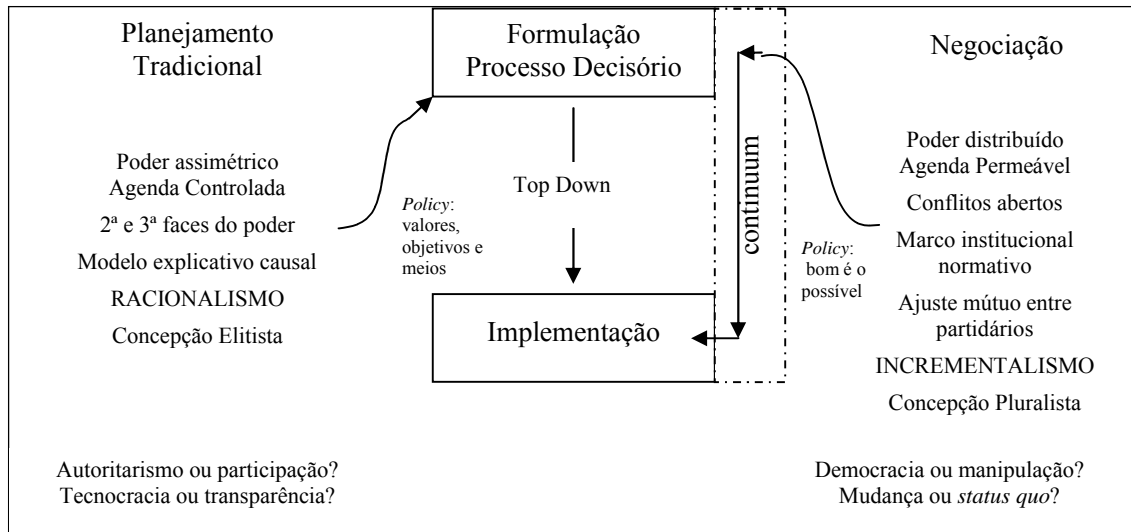 Planejamento
Tradicional
Poder assimétrico
Agenda Controlada
2ª e 3ª faces do poder
Modelo explicativo causal
RACIONALISMO
Concepção Elitista
Autoritarismo ou participação?
Tecnocracia ou transparência?
Formulação
Processo Decisório
Top Down
Policy:
valores,
objetivos e
meios
Implementação
continuum
Policy:
bom é o
possível
Negociação
Poder distribuído
Agenda Permeável
Conflitos abertos
Marco institucional
normativo
Ajuste mútuo entre
partidários
INCREMENTALISMO
Concepção Pluralista
Democracia ou manipulação?
Mudança ou status quo?